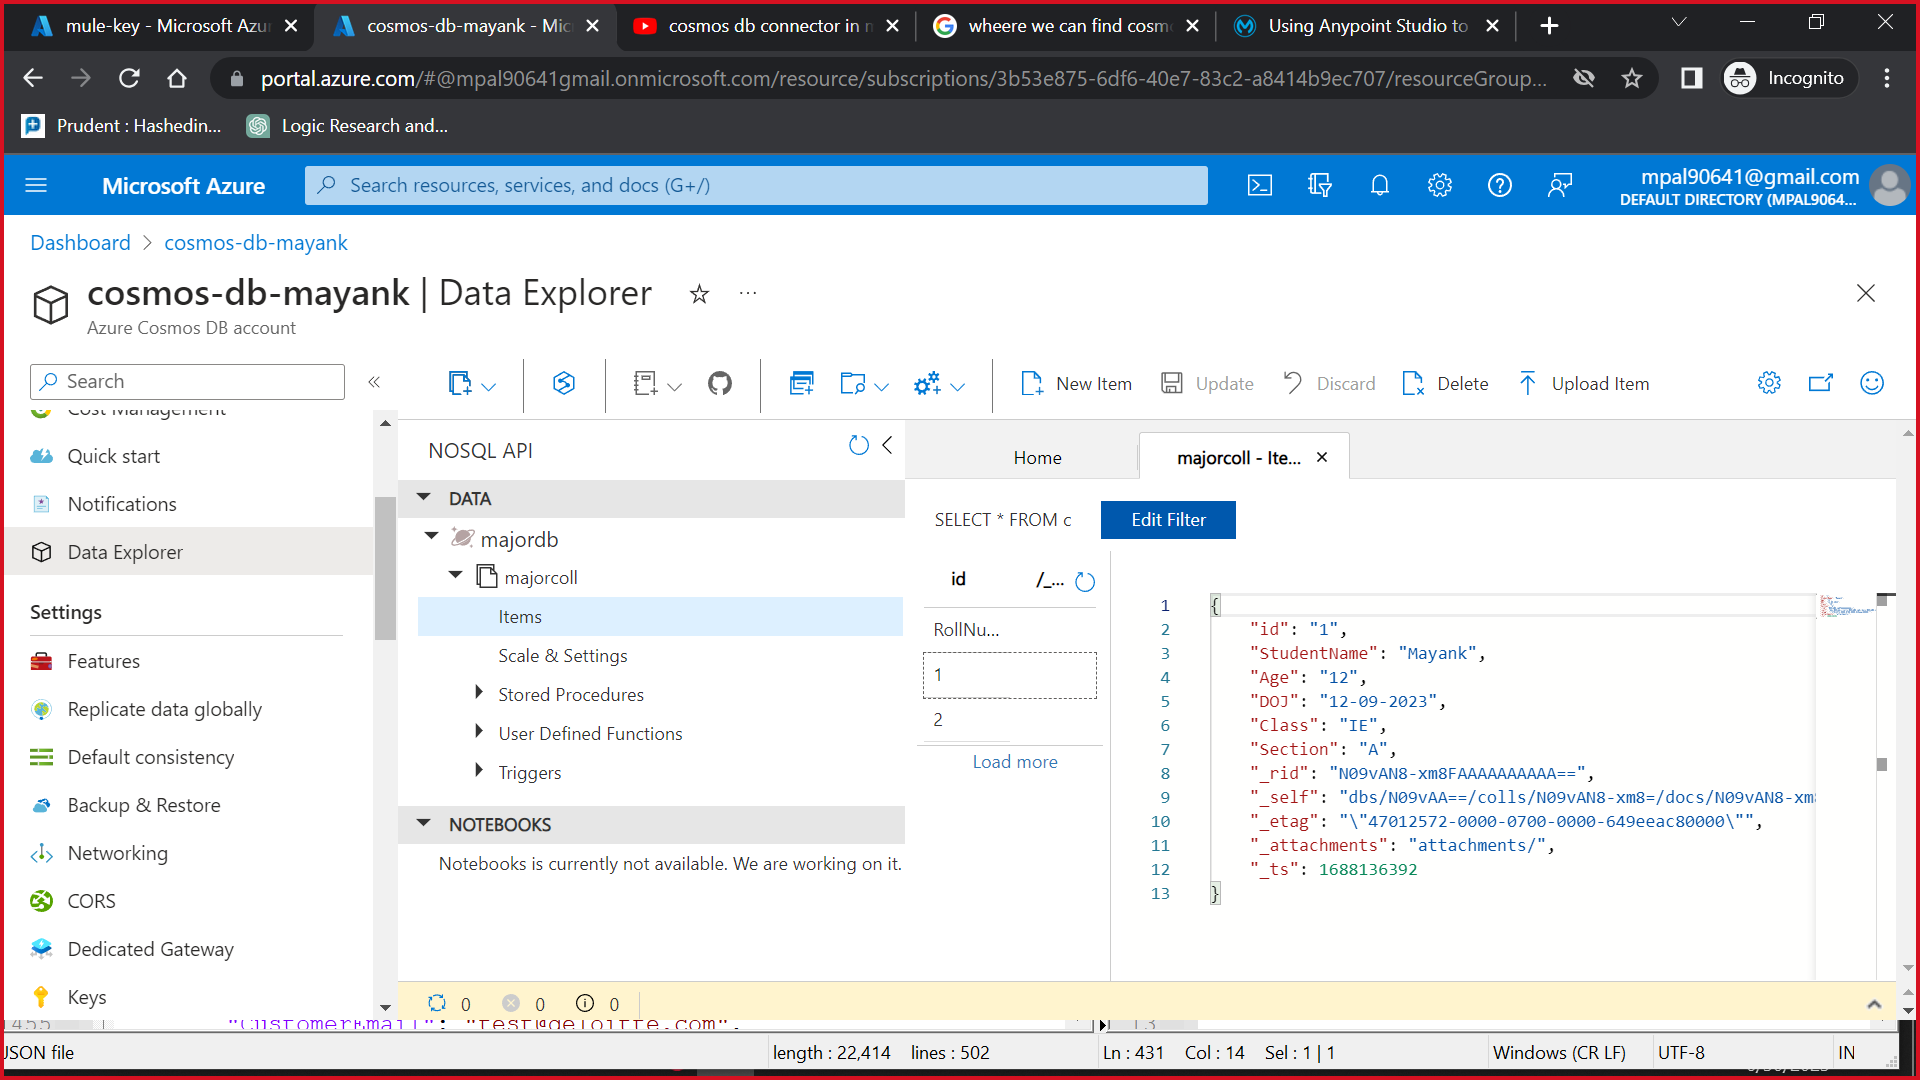 mule-key - Microsoft Azu
cosmos-db-mayank - Mic
cosmos db connector in m
wheere we can find cosm
Using Anypoint Studio to
portal.azure.com/#@mpal90641gmail.onmicrosoft.com/resource/subscriptions/3b53e875-6df6-40e7-83c2-a8414b9ec707/resourceGroup...
Incognito
Prudent : Hashedin...
Logic Research and...
Microsoft Azure
Search resources, services, and docs (G+/)
mpal90641@gmail.com
DEFAULT DIRECTORY (MPAL9064...
Dashboard > cosmos-db-mayank
cosmos-db-mayank | Data Explorer
Azure Cosmos DB account
Search
New Item
Update
Discard
Delete
Upload Item
Cost Management
Quick start
Notifications
Data Explorer
Settings
Features
Replicate data globally
Default consistency
Backup & Restore
Networking
CORS
Dedicated Gateway
Keys
NOSQL API
DATA
majordb
majorcoll
Items
Scale & Settings
Stored Procedures
User Defined Functions
Triggers
NOTEBOOKS
Notebooks is currently not available. We are working on it.
Home
majorcoll - Ite...
SELECT * FROM c
Edit Filter
id /_...
RollNu...
1
2
Load more
1 {
2 "id": "1",
3 "StudentName": "Mayank",
4 "Age": "12",
5 "DOJ": "12-09-2023",
6 "Class": "IE",
7 "Section": "A",
8 "_rid": "N09vAN8-xm8FAAAAAAAAAA==",
9 "_self": "dbs/N09vAA==/colls/N09vAN8-xm8=/docs/N09vAN8-xm8
10 "_etag": "\"47012572-0000-0700-0000-649eeac80000\"",
11 "_attachments": "attachments/",
12 "_ts": 1688136392
13 }
0 0 0
455 "CustomerEmail": "test@deloitte.com",
JSON file
length : 22,414 lines : 502
Ln : 431 Col : 14 Sel : 1 | 1
Windows (CR LF)
UTF-8
IN